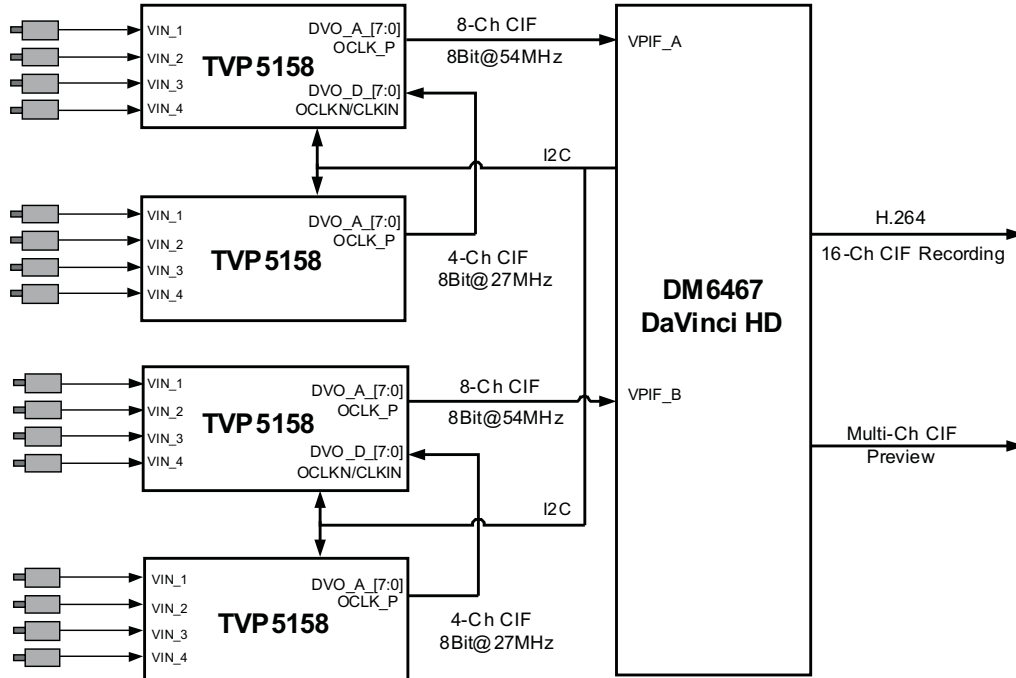 VIN_1
VIN_2
VIN_3
VIN_4
TVP5158
DVO_A_[7:0]
OCLK_P
DVO_D_[7:0]
OCLKN/CLKIN
8-Ch CIF
8Bit@54MHz
VPIF_A
I2C
VIN_1
VIN_2
VIN_3
VIN_4
TVP5158
DVO_A_[7:0]
OCLK_P
4-Ch CIF
8Bit@27MHz
DM6467
DaVinci HD
H.264
16-Ch CIF Recording
VIN_1
VIN_2
VIN_3
VIN_4
TVP5158
DVO_A_[7:0]
OCLK_P
DVO_D_[7:0]
OCLKN/CLKIN
8-Ch CIF
8Bit@54MHz
VPIF_B
Multi-Ch CIF
Preview
I2C
VIN_1
VIN_2
VIN_3
VIN_4
TVP5158
DVO_A_[7:0]
OCLK_P
4-Ch CIF
8Bit@27MHz